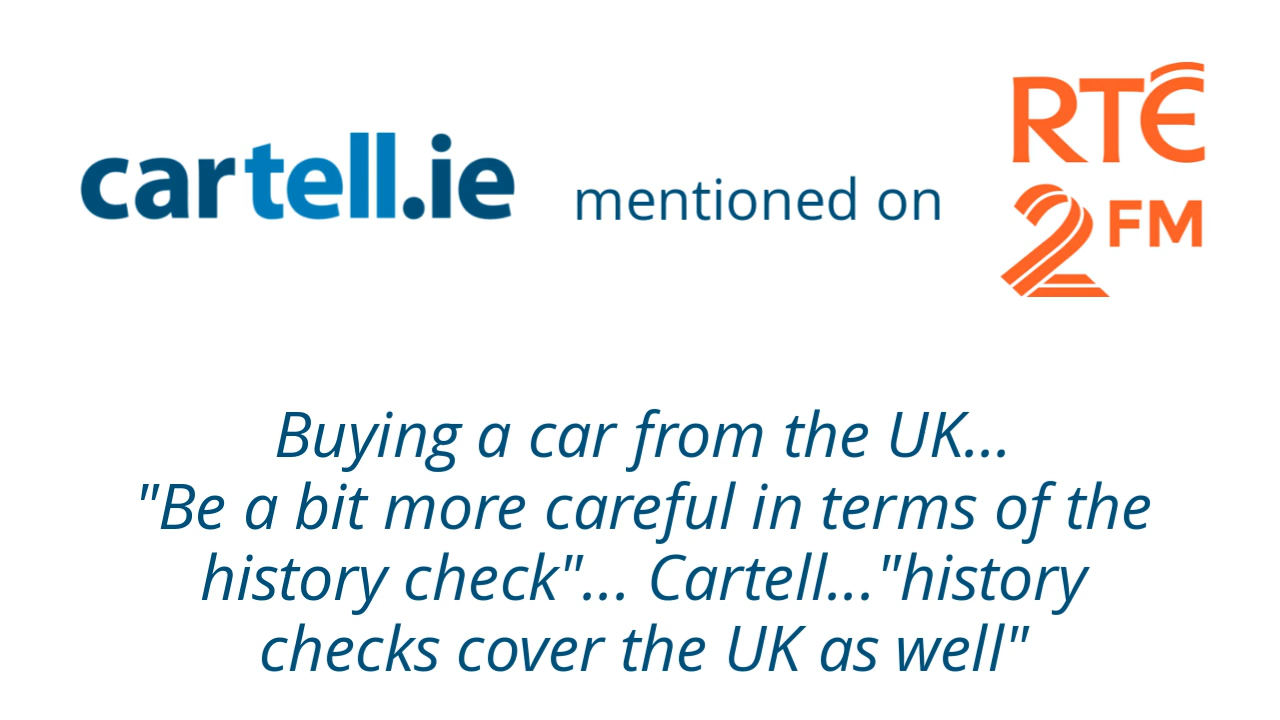 cartell.ie mentioned on RTÉ
2FM
Buying a car from the UK...
"Be a bit more careful in terms of the
history check"... Cartell..."history
checks cover the UK as well"